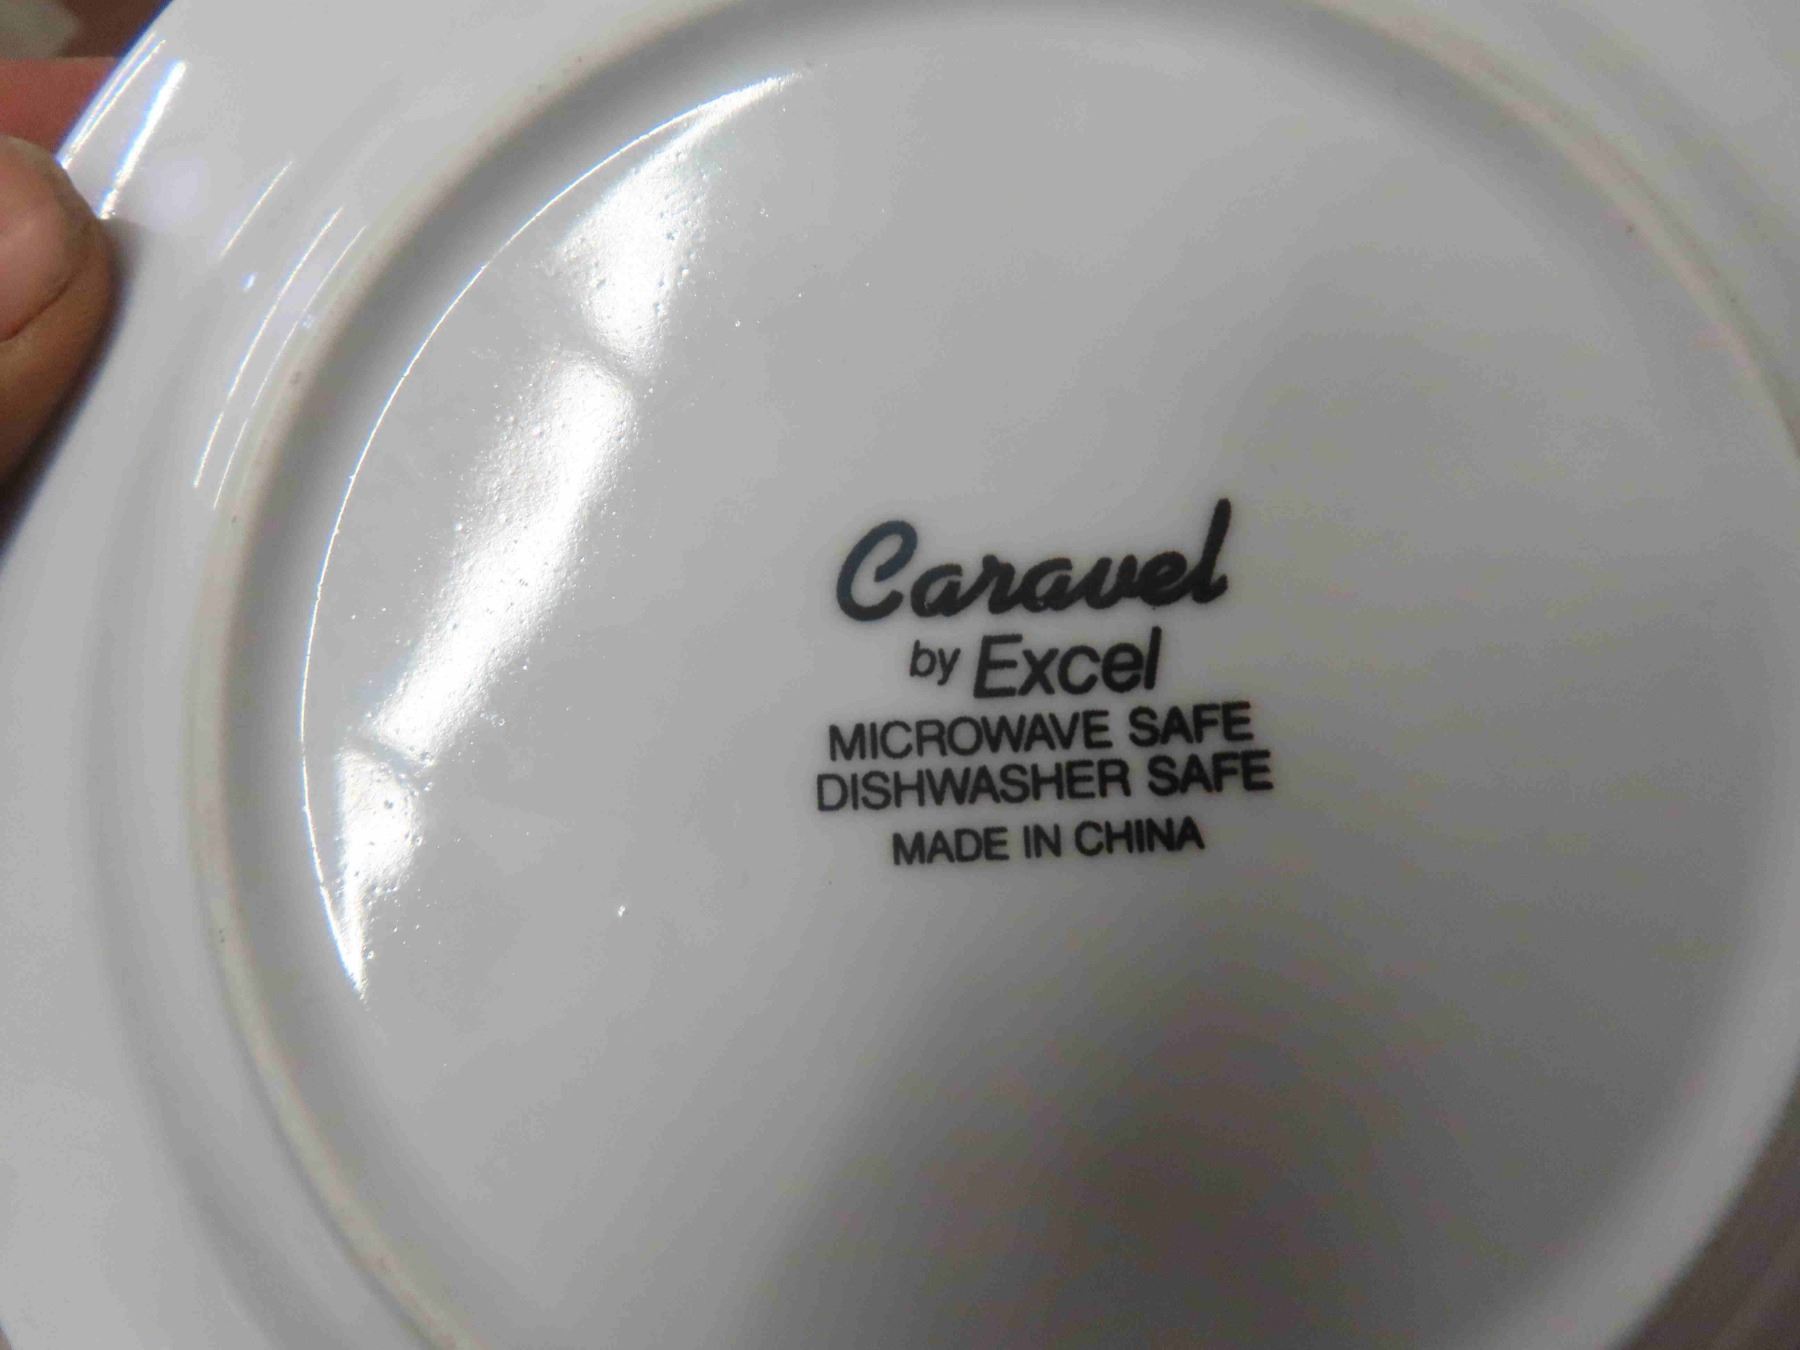 Caravel
by Excel
MICROWAVE SAFE
DISHWASHER SAFE
MADE IN CHINA